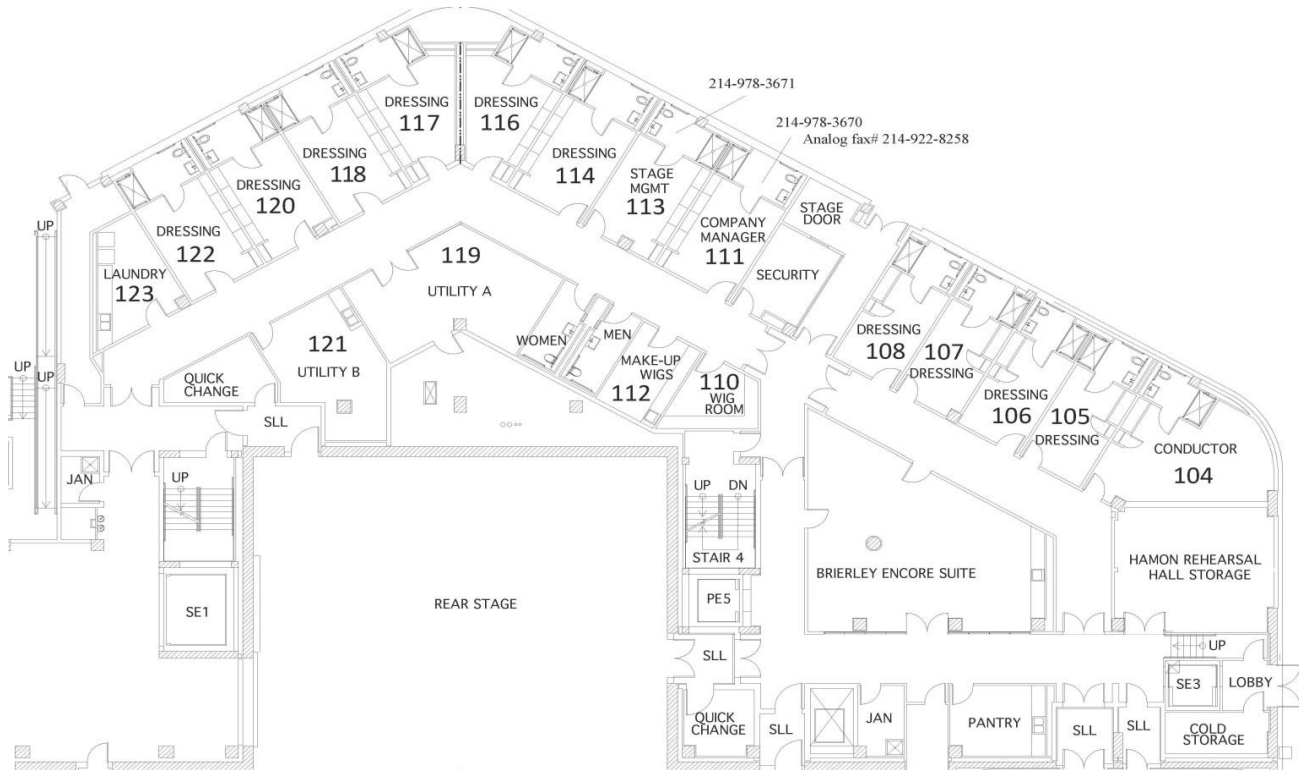 214-978-3671
214-978-3670
Analog fax# 214-922-8258
DRESSING
117
DRESSING
116
DRESSING
118
DRESSING
114
DRESSING
120
STAGE
MGMT
113
DRESSING
122
COMPANY
MANAGER
111
STAGE
DOOR
SECURITY
UP
LAUNDRY
123
119
UTILITY A
WOMEN
MEN
MAKE-UP
WIGS
112
110
WIG
ROOM
121
UTILITY B
QUICK
CHANGE
SLL
UP
UP
DRESSING
108
107
DRESSING
DRESSING
106
105
DRESSING
CONDUCTOR
104
JAN
UP
UP
DN
STAIR 4
SE1
REAR STAGE
PE5
BRIERLEY ENCORE SUITE
HAMON REHEARSAL
HALL STORAGE
SLL
UP
SE3
LOBBY
QUICK
CHANGE
SLL
JAN
PANTRY
SLL
SLL
COLD
STORAGE